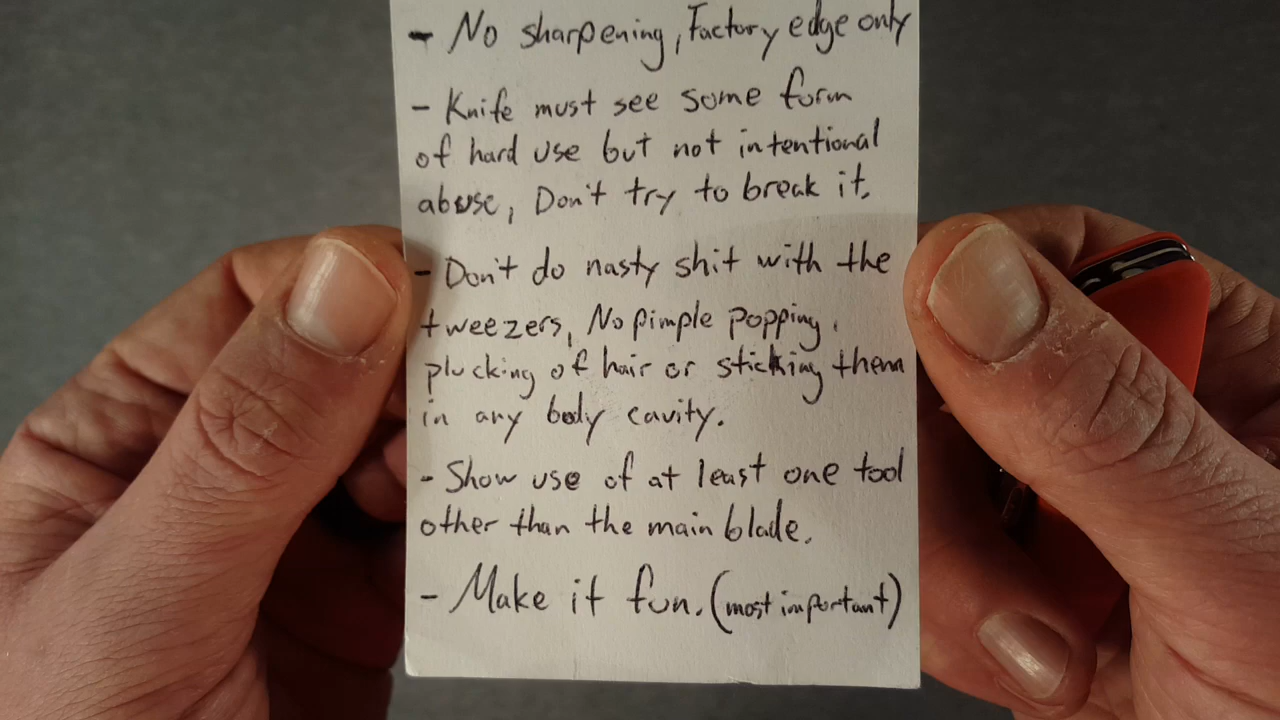 - No sharpening, Factory edge only
- Knife must see some form
of hard use but not intentional
abuse, Don't try to break it.
- Don't do nasty shit with the
tweezers, No pimple popping,
plucking of hair or sticking them
in any body cavity.
- Show use of at least one tool
other than the main blade.
- Make it fun. (most important)